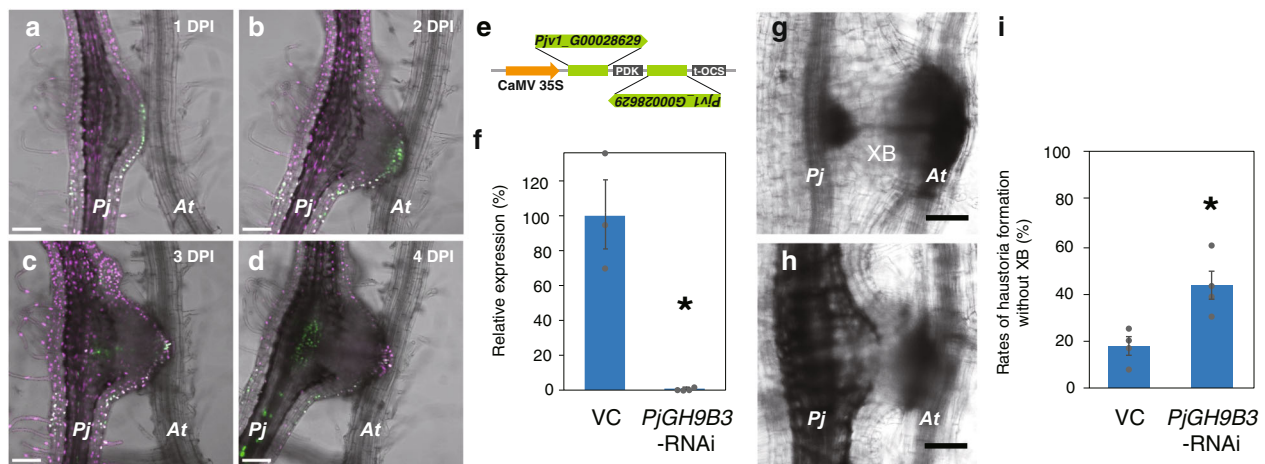 a
1 DPI
Pj
At
b
2 DPI
Pj
At
c
3 DPI
Pj
At
d
4 DPI
Pj
At
e
Pjv1_G00028629
CaMV 35S
PDK
t-OCS
Pjv1_G00028629
f
Relative expression (%)
120
100
80
60
40
20
0
*
VC
PjGH9B3
-RNAi
g
Pj
XB
At
h
Pj
At
i
Rates of haustoria formation
without XB (%)
100
80
60
40
20
0
*
VC
PjGH9B3
-RNAi